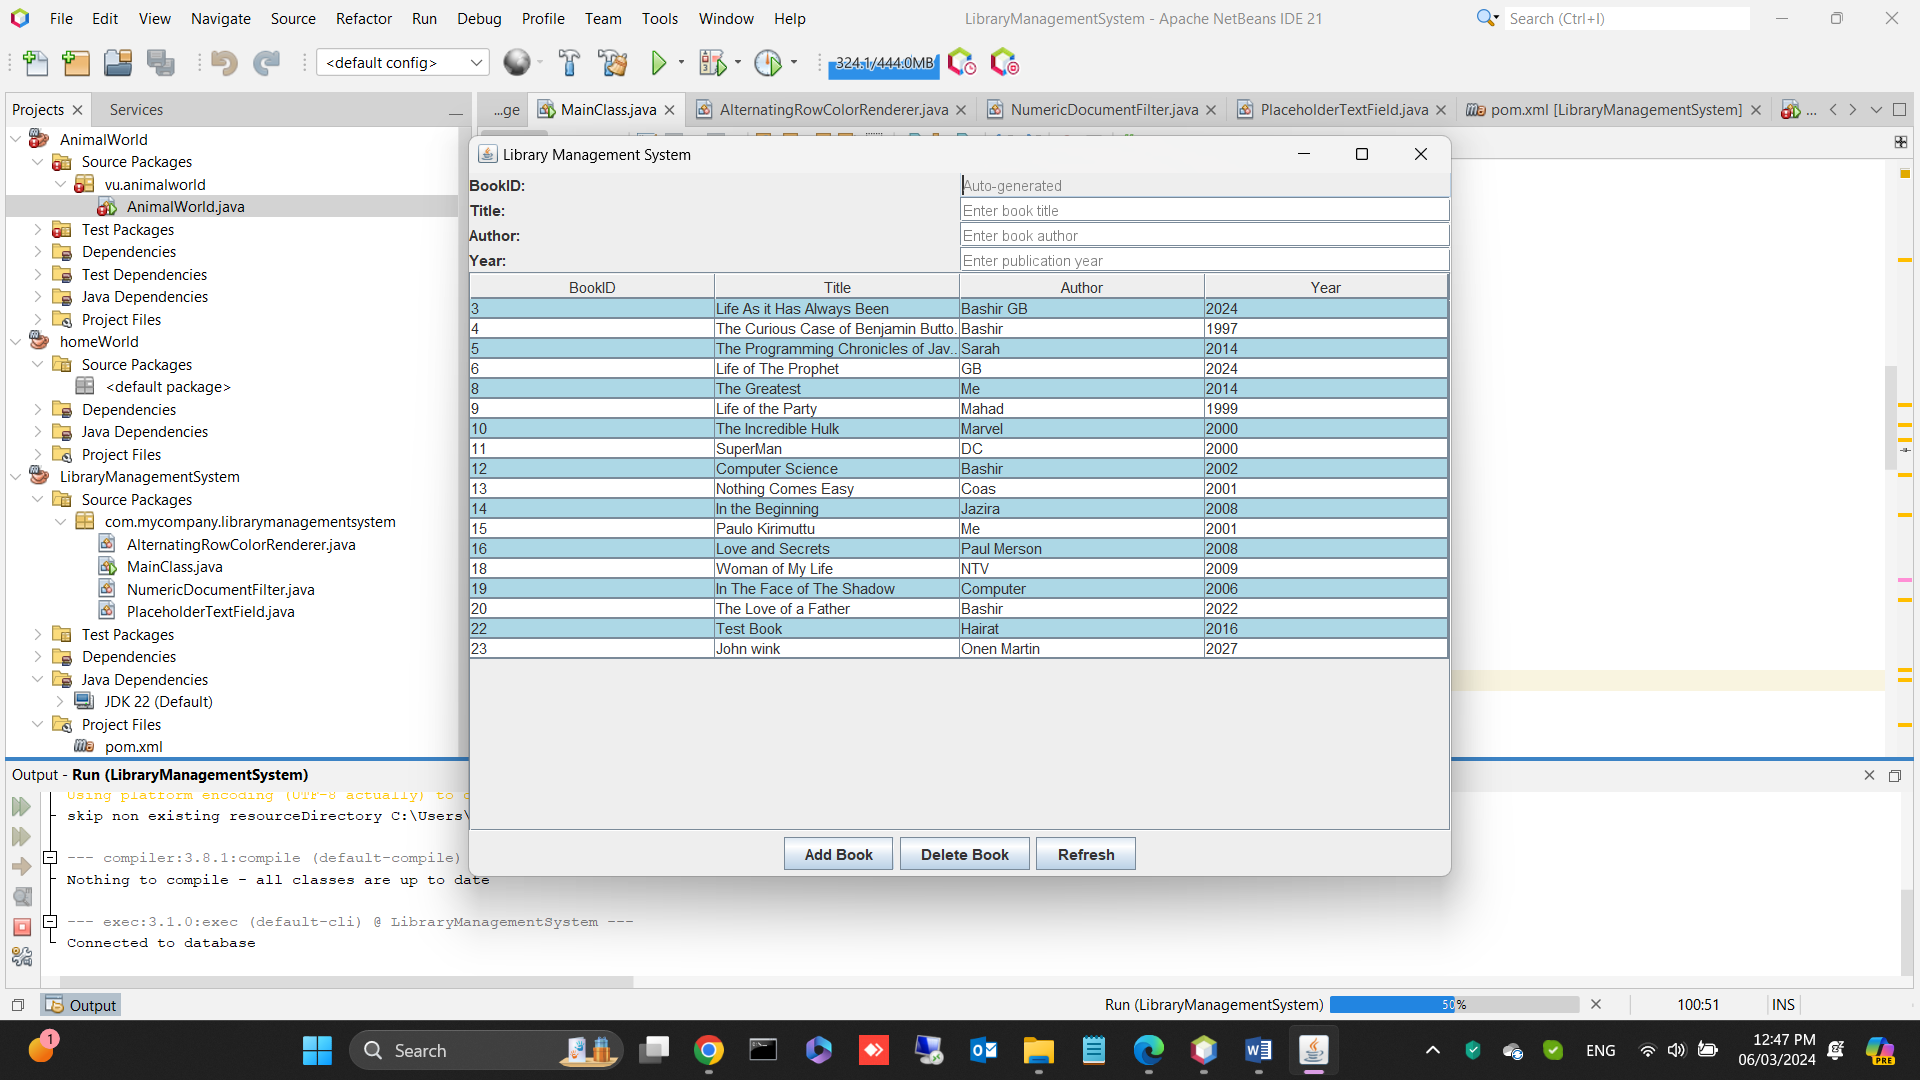 File Edit View Navigate Source Refactor Run Debug Profile Team Tools Window Help
LibraryManagementSystem - Apache NetBeans IDE 21
Search (Ctrl+I)
<default config>
324.1/444.0MB
Projects
Services
...ge
MainClass.java
AlternatingRowColorRenderer.java
NumericDocumentFilter.java
PlaceholderTextField.java
pom.xml [LibraryManagementSystem]
...
AnimalWorld
Source Packages
vu.animalworld
AnimalWorld.java
Test Packages
Dependencies
Test Dependencies
Java Dependencies
Project Files
homeWorld
Source Packages
<default package>
Dependencies
Java Dependencies
Project Files
LibraryManagementSystem
Source Packages
com.mycompany.librarymanagementsystem
AlternatingRowColorRenderer.java
MainClass.java
NumericDocumentFilter.java
PlaceholderTextField.java
Test Packages
Dependencies
Java Dependencies
JDK 22 (Default)
Project Files
pom.xml
Library Management System
BookID: Auto-generated
Title: Enter book title
Author: Enter book author
Year: Enter publication year
BookID Title Author Year
3 Life As it Has Always Been Bashir GB 2024
4 The Curious Case of Benjamin Butto. Bashir 1997
5 The Programming Chronicles of Jav.. Sarah 2014
6 Life of The Prophet GB 2024
8 The Greatest Me 2014
9 Life of the Party Mahad 1999
10 The Incredible Hulk Marvel 2000
11 SuperMan DC 2000
12 Computer Science Bashir 2002
13 Nothing Comes Easy Coas 2001
14 In the Beginning Jazira 2008
15 Paulo Kirimuttu Me 2001
16 Love and Secrets Paul Merson 2008
18 Woman of My Life NTV 2009
19 In The Face of The Shadow Computer 2006
20 The Love of a Father Bashir 2022
22 Test Book Hairat 2016
23 John wink Onen Martin 2027
Add Book Delete Book Refresh
Output - Run (LibraryManagementSystem)
Using platform encoding (UTF-8 actually) to
skip non existing resourceDirectory C:\Users\
--- compiler:3.8.1:compile (default-compile)
Nothing to compile - all classes are up to date
--- exec:3.1.0:exec (default-cli) @ LibraryManagementSystem ---
Connected to database
Output
Run (LibraryManagementSystem) 50%
100:51 INS
1
Search
ENG
12:47 PM
06/03/2024
PRE